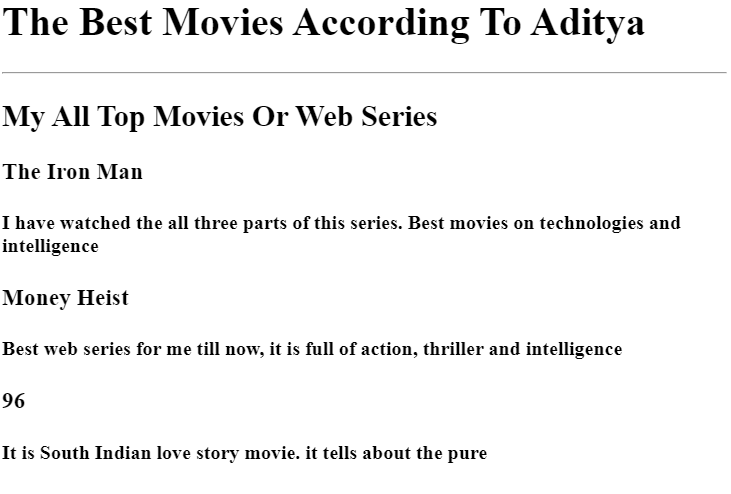 The Best Movies According To Aditya
My All Top Movies Or Web Series
The Iron Man
I have watched the all three parts of this series. Best movies on technologies and
intelligence
Money Heist
Best web series for me till now, it is full of action, thriller and intelligence
96
It is South Indian love story movie. it tells about the pure